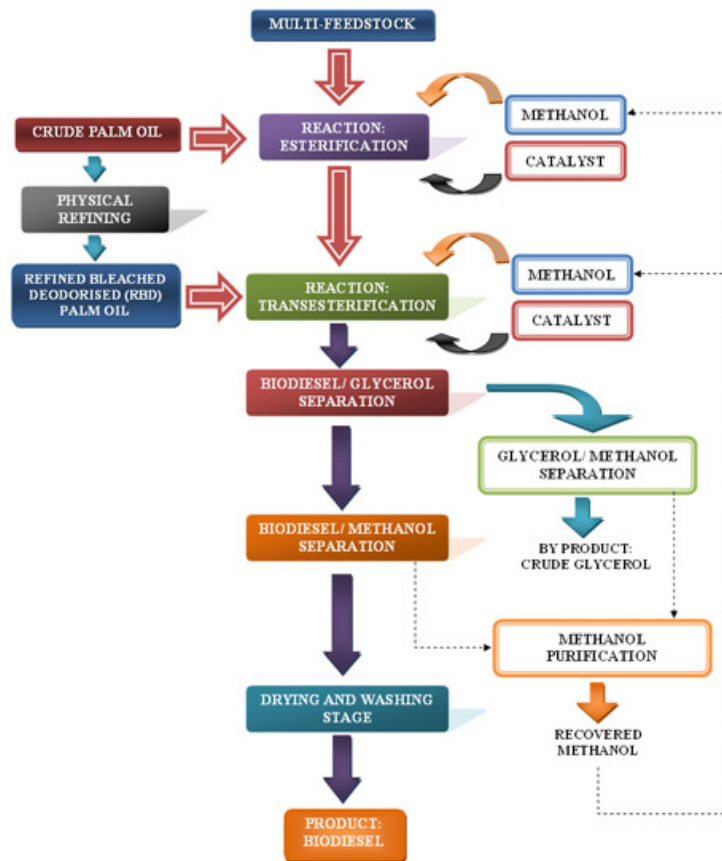 MULTI-FEEDSTOCK
CRUDE PALM OIL
REACTION:
ESTERIFICATION
METHANOL
CATALYST
PHYSICAL
REFINING
REFINED BLEACHED
DEODORISED (RBD)
PALM OIL
REACTION:
TRANSESTERIFICATION
METHANOL
CATALYST
BIODIESEL/ GLYCEROL
SEPARATION
GLYCEROL/ METHANOL
SEPARATION
BIODIESEL/ METHANOL
SEPARATION
BY PRODUCT:
CRUDE GLYCEROL
METHANOL
PURIFICATION
DRYING AND WASHING
STAGE
RECOVERED
METHANOL
PRODUCT:
BIODIESEL